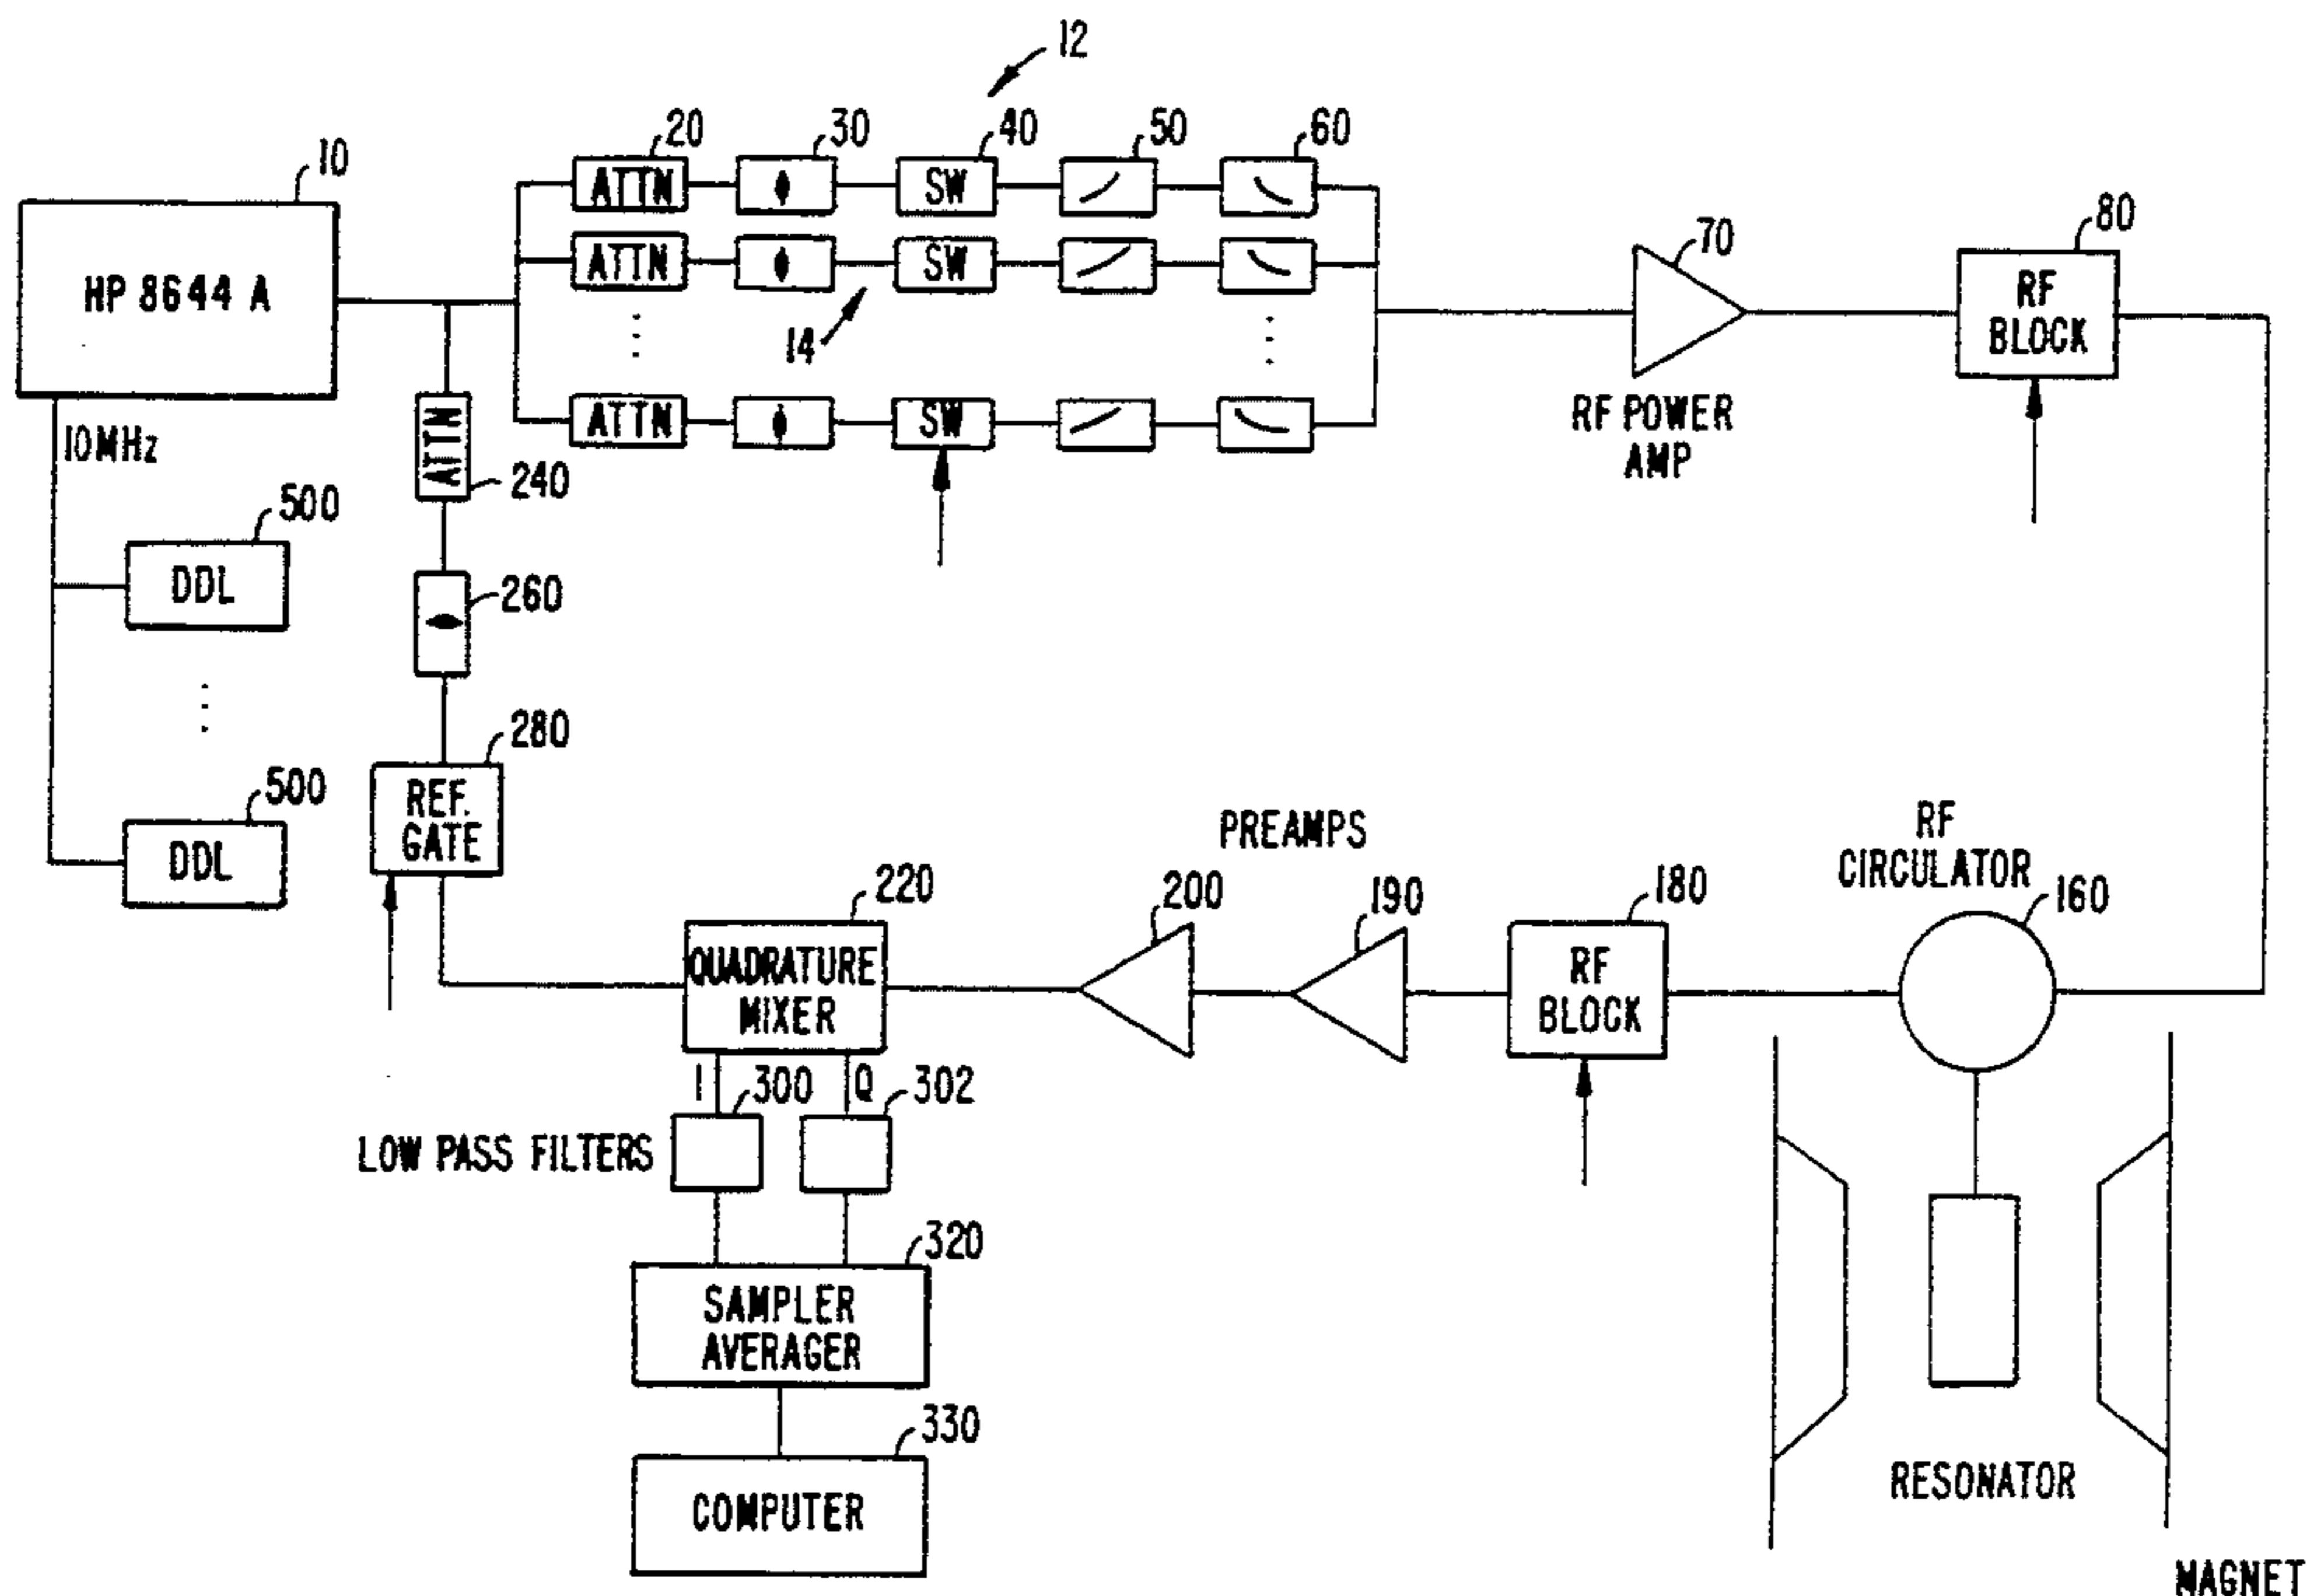 12
10
20
30
40
50
60
HP 8644 A
ATTN
ϕ
SW
ATTN
ϕ
SW
14
ATTN
ϕ
SW
70
RF POWER
AMP
80
RF
BLOCK
10MHz
ATTN
240
500
DDL
260
ϕ
280
REF.
GATE
500
DDL
PREAMPS
220
QUADRATURE
MIXER
200
190
180
RF
BLOCK
RF
CIRCULATOR
160
I
300
Q
302
LOW PASS FILTERS
320
SAMPLER
AVERAGER
330
COMPUTER
RESONATOR
MAGNET